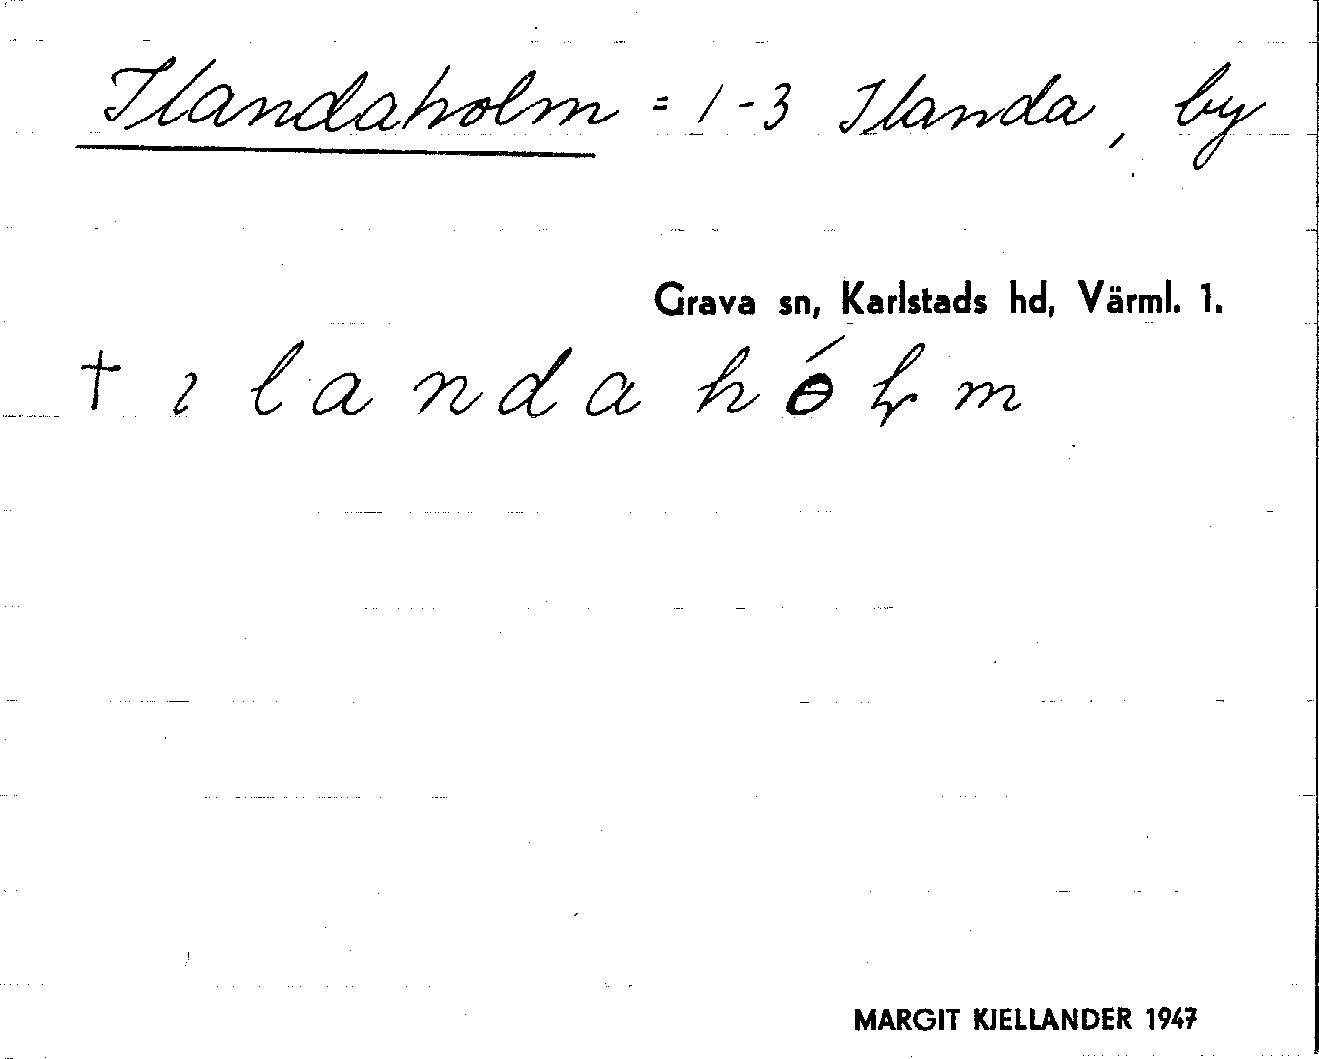 Ilandaholm = 1-3 Ilanda, by
Grava sn, Karlstads hd, Värml. 1.
† ı l a n d a h ɵ́ ɽ m
MARGIT KJELLANDER 1947